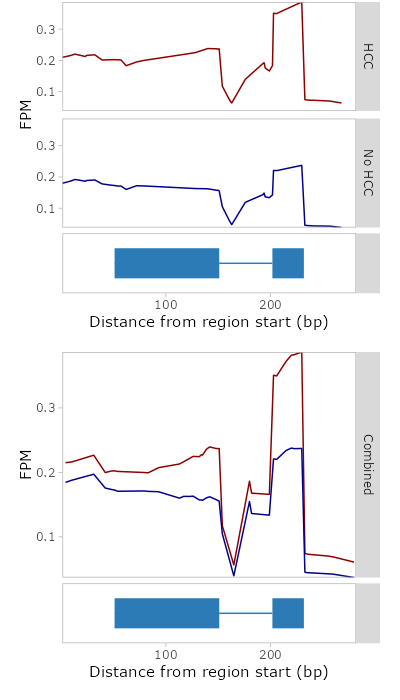 0.3
0.2
0.1
HCC
FPM
0.3
0.2
0.1
No HCC
100
200
Distance from region start (bp)
0.3
0.2
0.1
FPM
Combined
100
200
Distance from region start (bp)